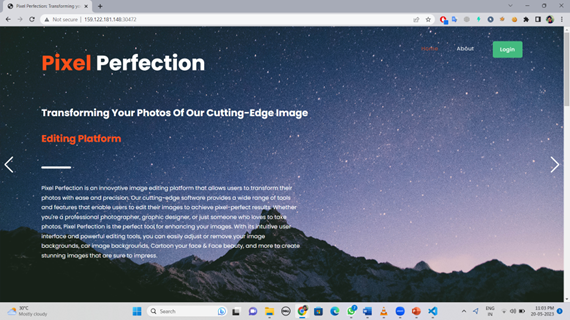 Pixel Perfection: Transforming yo
Not secure
159.122.181.148:30472
Home
About
Login
Pixel Perfection
Transforming Your Photos Of Our Cutting-Edge Image
Editing Platform
Pixel Perfection is an innovative image editing platform that allows users to transform their
photos with ease and precision. Our cutting-edge software provides a wide range of tools
and features that enable users to edit their images to achieve pixel-perfect results. Whether
you're a professional photographer, graphic designer, or just someone who loves to take
photos, Pixel Perfection is the perfect tool for enhancing your images. With its intuitive user
interface and powerful editing tools, you can easily adjust or remove your image
backgrounds, car image backgrounds, Cartoon your face & Face beauty, and more to create
stunning images that are sure to impress.
30°C
Mostly cloudy
Search
ENG
IN
11:03 PM
20-05-2023